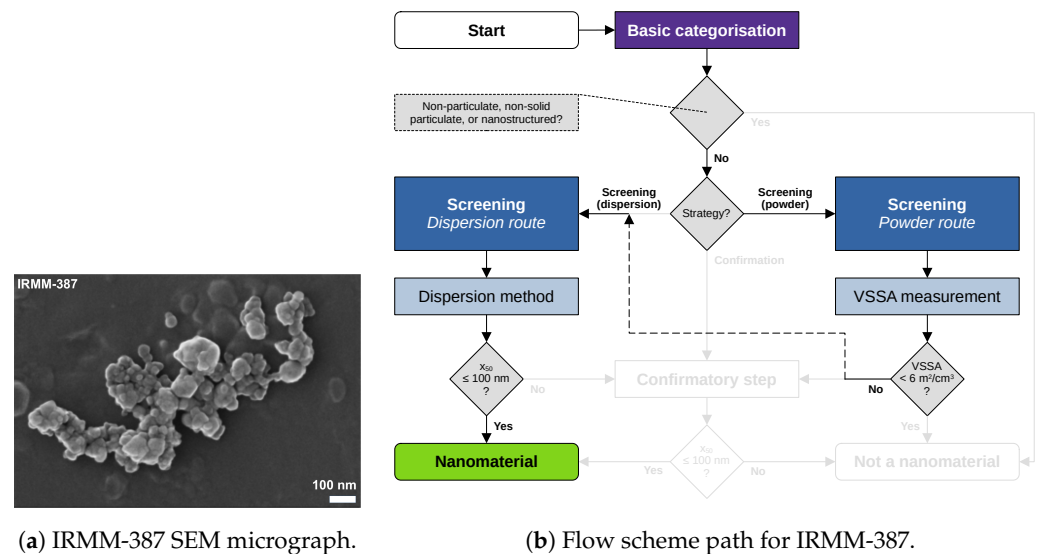 Start
Basic categorisation
Non-particulate, non-solid
particulate, or nanostructured?
Yes
No
Screening
Dispersion route
Screening
(dispersion)
Strategy?
Screening
(powder)
Screening
Powder route
Confirmation
IRMM-387
Dispersion method
VSSA measurement
x₅₀
≤ 100 nm
?
No
Confirmatory step
No
VSSA
< 6 m²/cm³
?
Yes
Yes
Nanomaterial
Yes
x₅₀
≤ 100 nm
?
No
Not a nanomaterial
100 nm
(a) IRMM-387 SEM micrograph.
(b) Flow scheme path for IRMM-387.